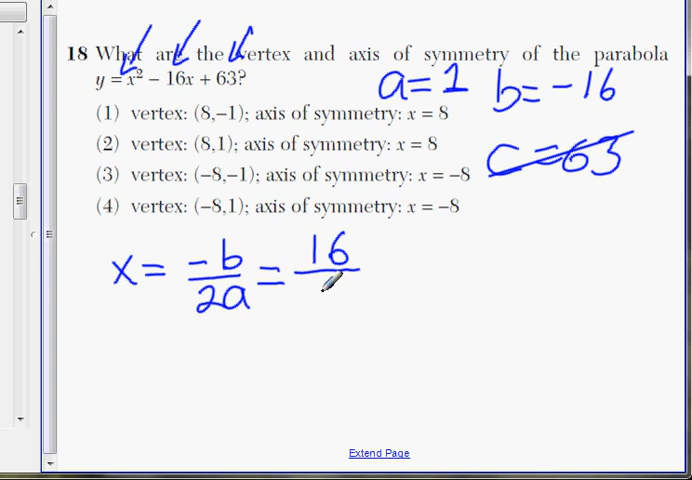 18 What are the vertex and axis of symmetry of the parabola
y = x² − 16x + 63?
a=1 b=-16
(1) vertex: (8,−1); axis of symmetry: x = 8
(2) vertex: (8,1); axis of symmetry: x = 8
c=63
(3) vertex: (−8,−1); axis of symmetry: x = −8
(4) vertex: (−8,1); axis of symmetry: x = −8
x = -b/2a = 16/
Extend Page